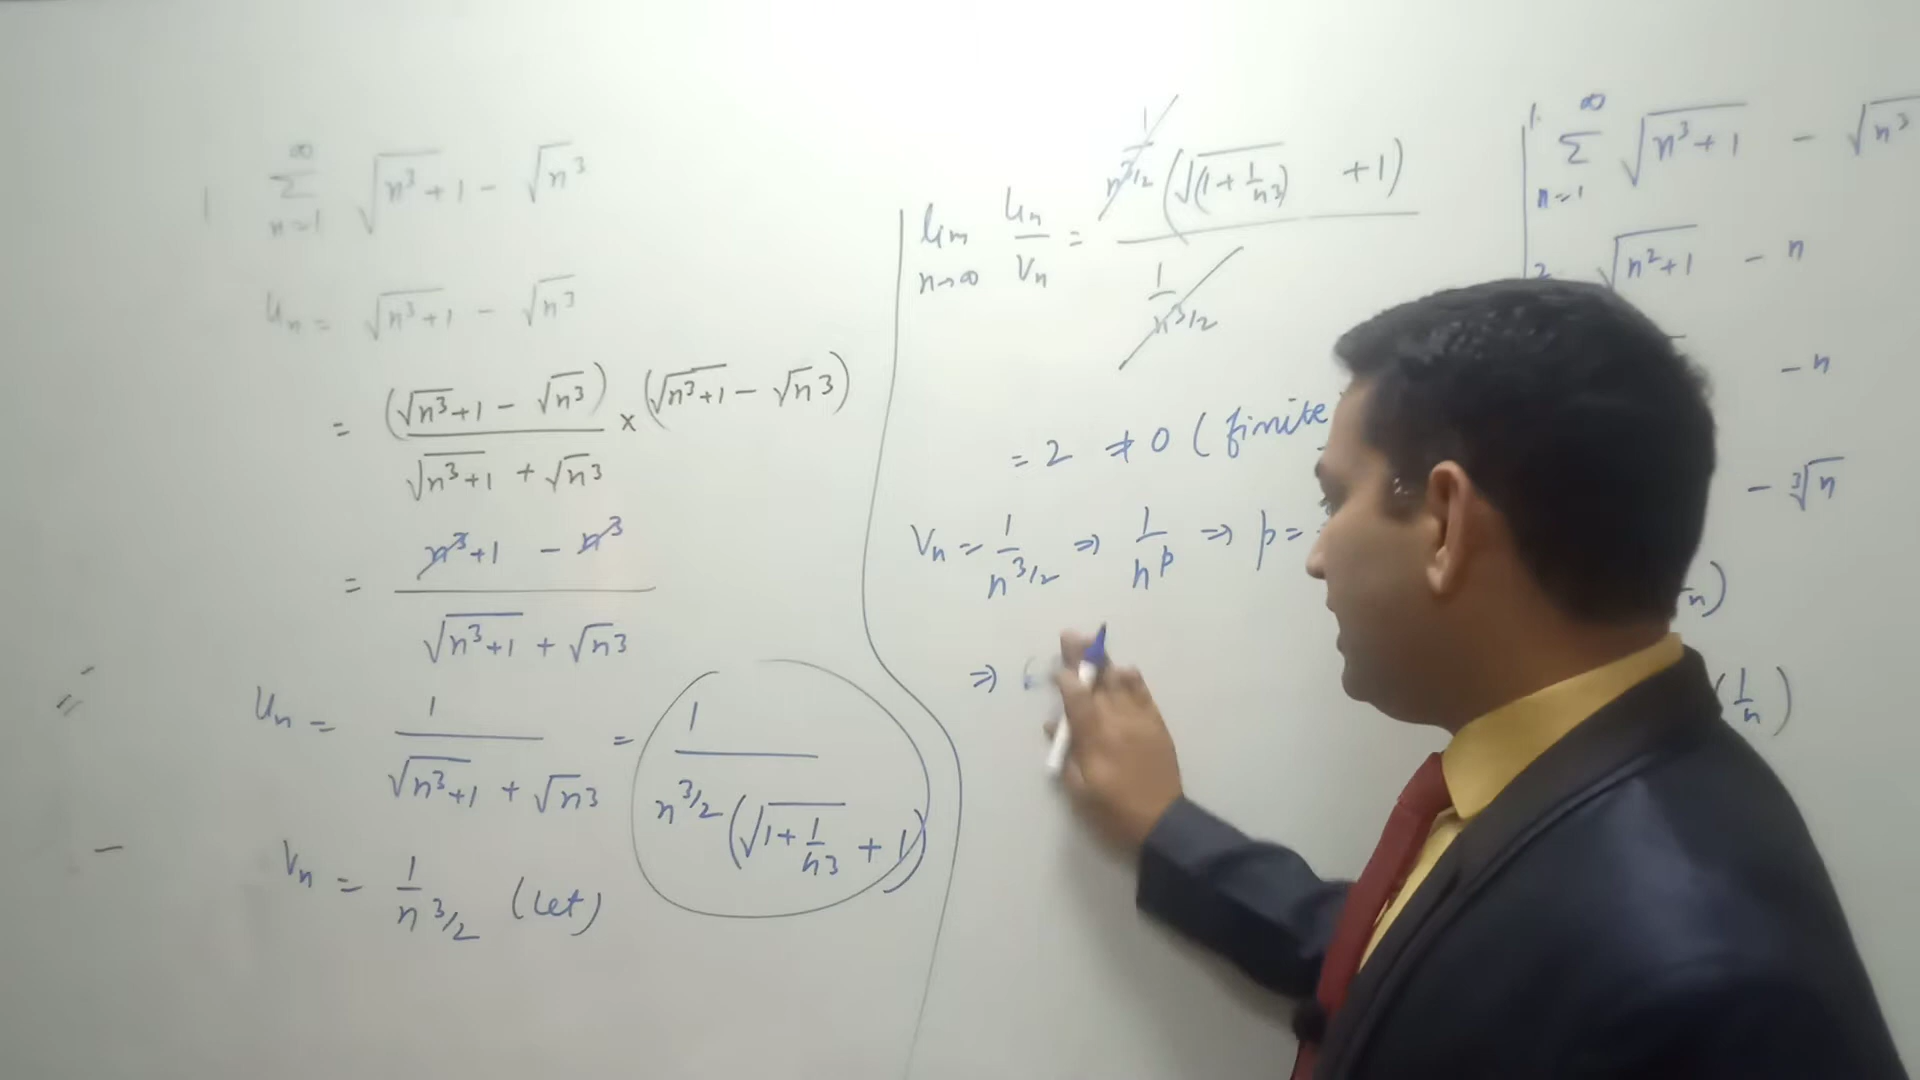 1 ∞ Σ n=1 √(n³+1) - √n³
Un = √(n³+1) - √n³
= (√n³+1 - √n³) / (√n³+1 + √n³) × (√n³+1 - √n³)
= (n³+1 - n³) / (√n³+1 + √n³)
Un = 1 / (√n³+1 + √n³) = 1 / (n^3/2 (√1+1/n³ + 1))
Vn = 1/n^3/2 (Let)
lim n→∞ Un/Vn = 1/n^3/2 (√(1+1/n³) + 1) / 1/n^3/2
= 2 ≠ 0 (finite
Vn = 1/n^3/2 ⇒ 1/n^p ⇒ p =
⇒
1. ∞ Σ n=1 √n³+1 - √n³
2 √n²+1 - n
- n
- ³√n
n)
(1/n)